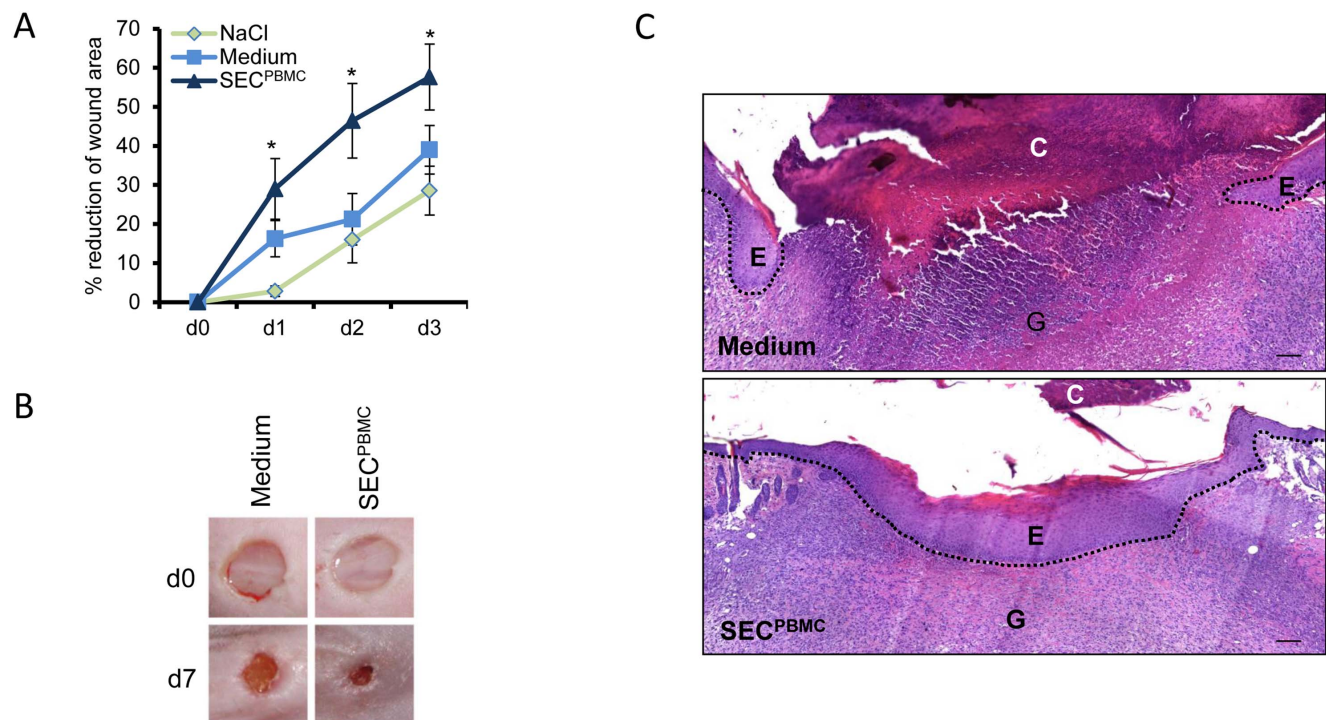 A
% reduction of wound area
70
60
50
40
30
20
10
0
NaCl
Medium
SEC^PBMC
*
*
*
d0
d1
d2
d3
B
Medium
SEC^PBMC
d0
d7
C
C
E
E
G
Medium
C
E
G
SEC^PBMC